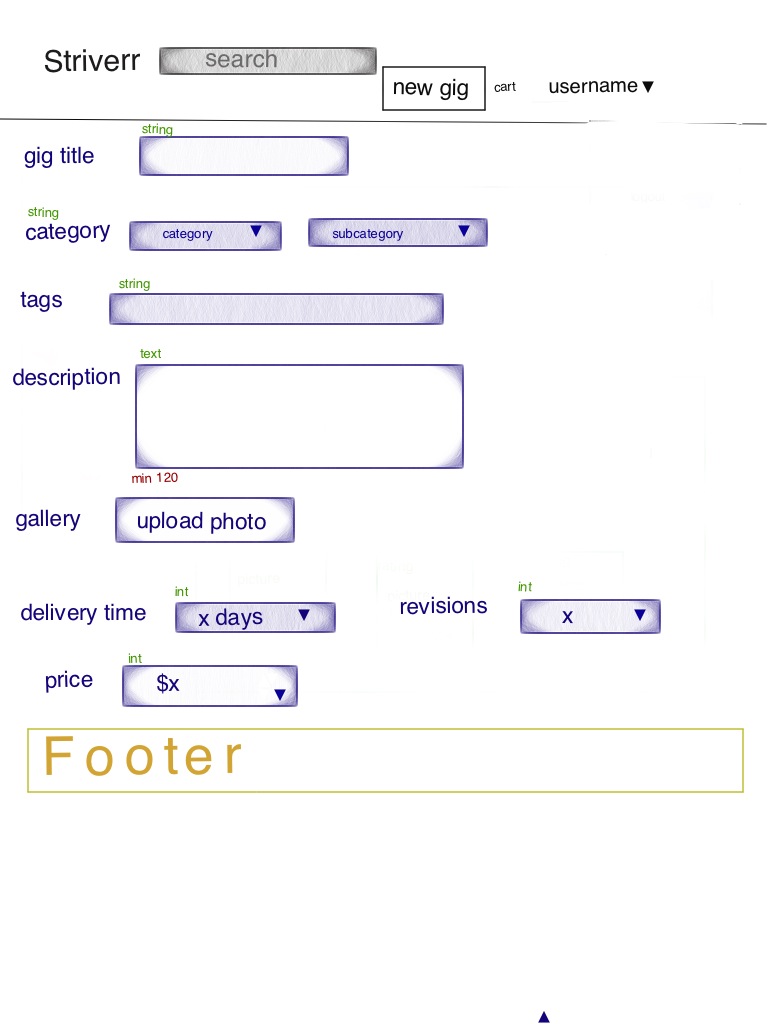 Striverr search
new gig cart username ▼
string
gig title
string
category category ▼ subcategory ▼
string
tags
text
description
min 120
gallery upload photo
int int
delivery time x days ▼ revisions x ▼
int
price $x ▼
Footer
▲